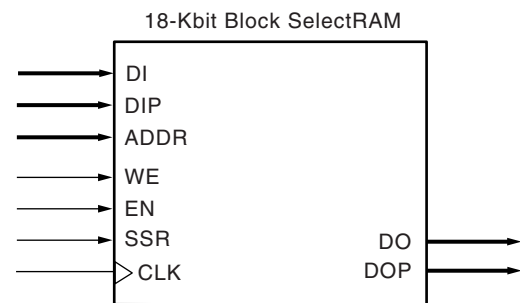 18-Kbit Block SelectRAM
DI
DIP
ADDR
WE
EN
SSR
CLK
DO
DOP